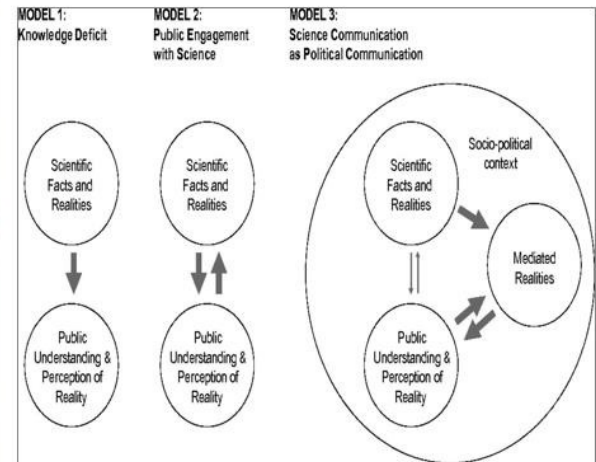 MODEL 1:
Knowledge Deficit
MODEL 2:
Public Engagement
with Science
MODEL 3:
Science Communication
as Political Communication
Scientific
Facts and
Realities
Public
Understanding &
Perception of
Reality
Scientific
Facts and
Realities
Public
Understanding &
Perception of
Reality
Socio-political
context
Scientific
Facts and
Realities
Mediated
Realities
Public
Understanding &
Perception of
Reality